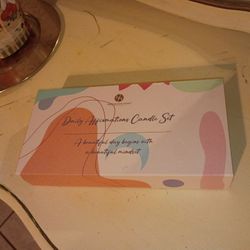 Daily Affirmations Candle Set
A beautiful day begins with
a beautiful mindset.